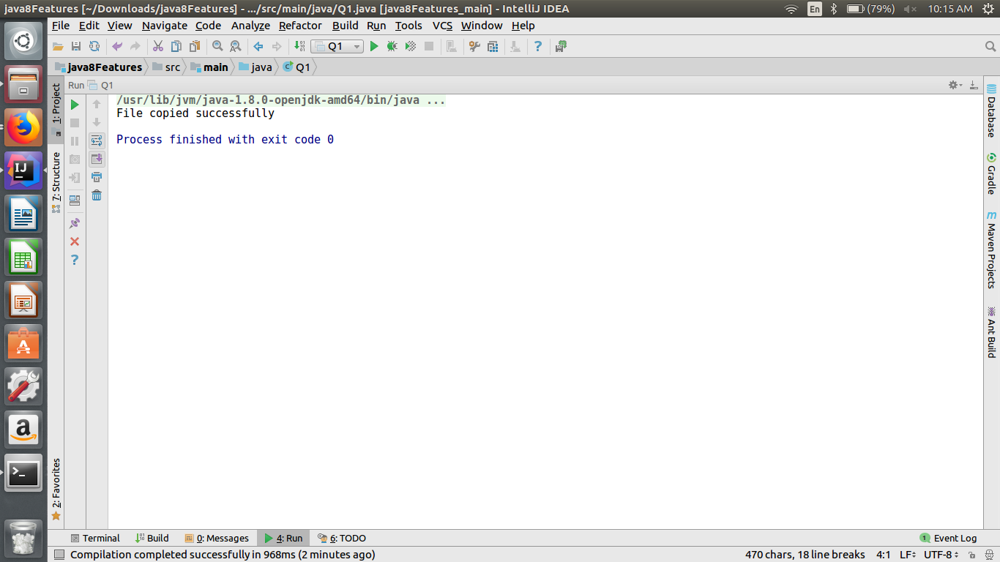 java8Features [~/Downloads/java8Features] - .../src/main/java/Q1.java [java8Features_main] - IntelliJ IDEA
En
(79%)
10:15 AM
File Edit View Navigate Code Analyze Refactor Build Run Tools VCS Window Help
Q1
java8Features src main java Q1
Run Q1
/usr/lib/jvm/java-1.8.0-openjdk-amd64/bin/java ...
File copied successfully
Process finished with exit code 0
1: Project
7: Structure
2: Favorites
Database
Gradle
Maven Projects
Ant Build
Terminal Build 0: Messages 4: Run 6: TODO
1 Event Log
Compilation completed successfully in 968ms (2 minutes ago)
470 chars, 18 line breaks 4:1 LF UTF-8